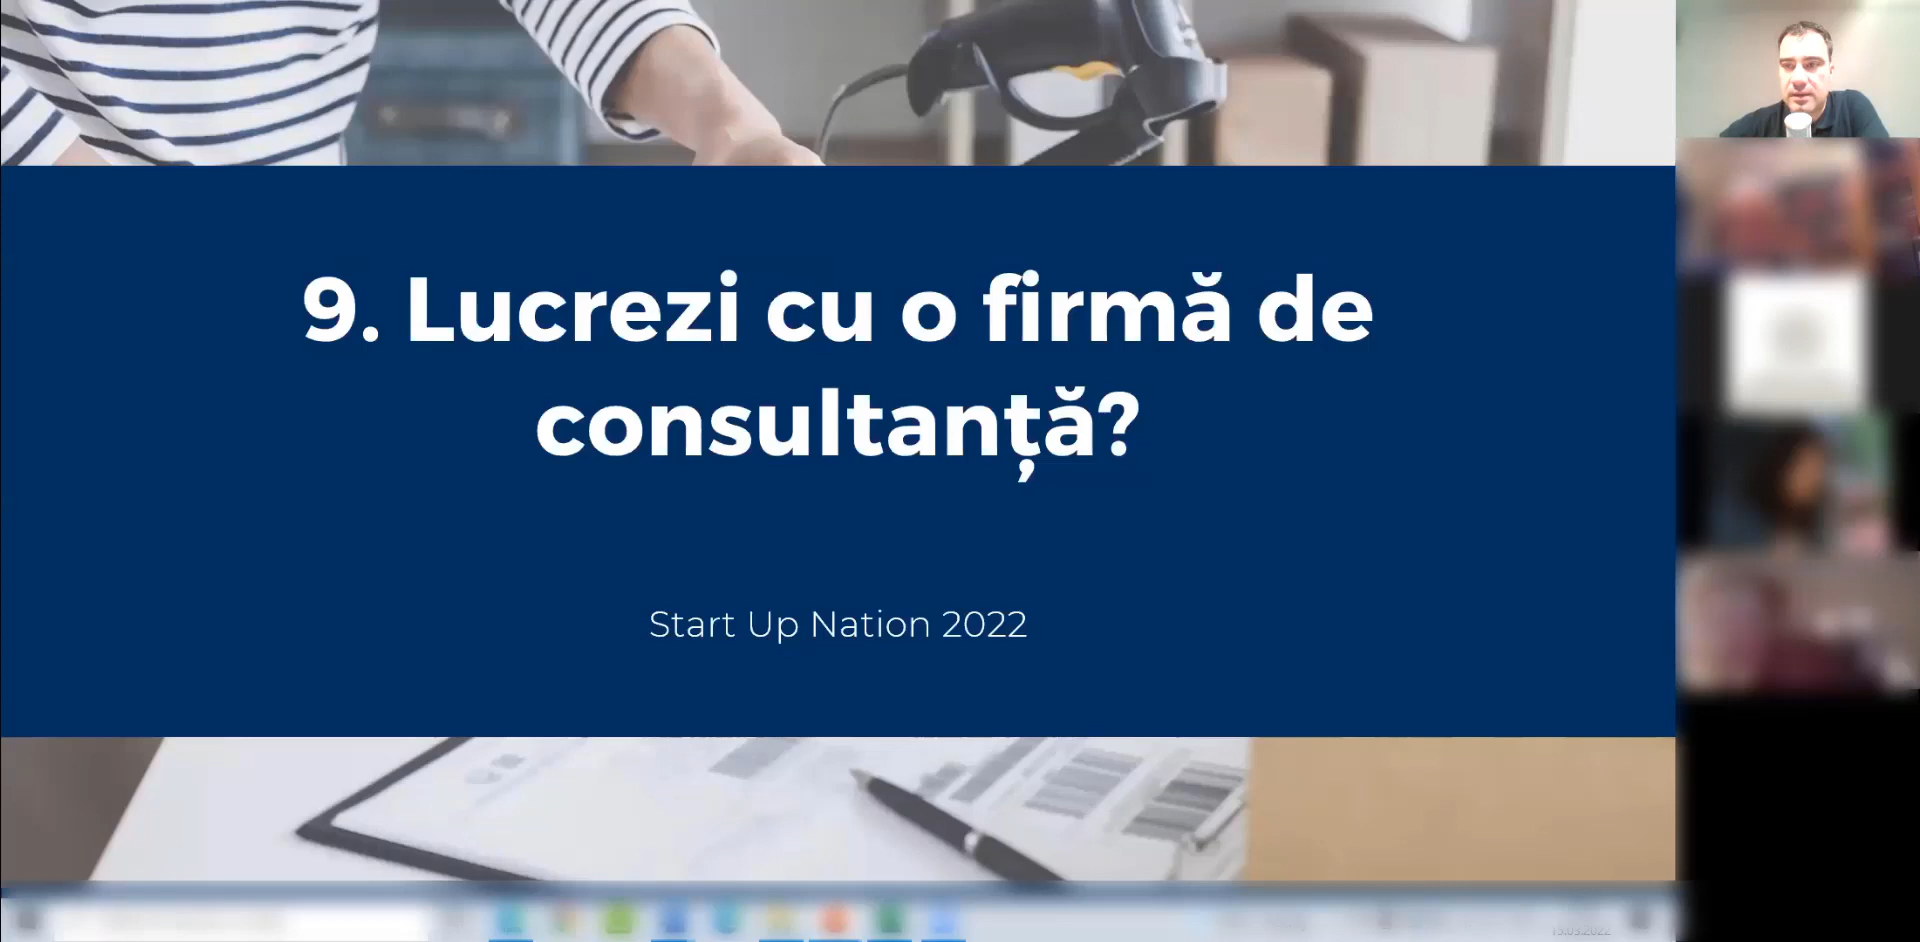 9. Lucrezi cu o firmă de
consultanță?
Start Up Nation 2022